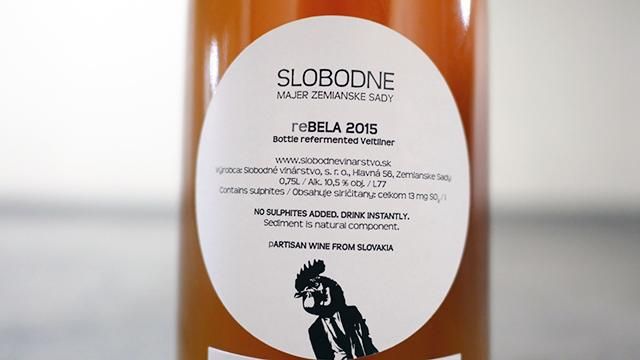 SLOBODNE
MAJER ZEMIANSKE SADY
reBELA 2015
Bottle refermented Veltliner
www.slobodnevinarstvo.sk
Výrobca: Slobodné vinárstvo, s. r. o., Hlavná 56, Zemianske Sady
0,75L / Alk. 10,5 % obj. / L77
Contains sulphites / Obsahuje siričitany: celkom 13 mg SO₂/l
NO SULPHITES ADDED. DRINK INSTANTLY.
Sediment is natural component.
pARTISAN WINE FROM SLOVAKIA